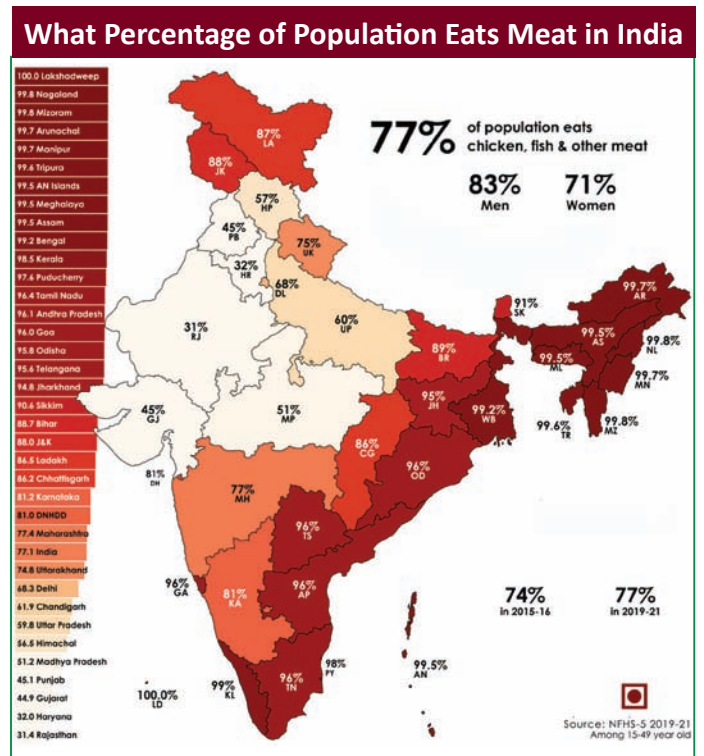 What Percentage of Population Eats Meat in India
100.0 Lakshadweep
99.8 Nagaland
99.8 Mizoram
99.7 Arunachal
99.7 Manipur
99.6 Tripura
99.5 AN Islands
99.5 Meghalaya
99.5 Assam
99.2 Bengal
98.5 Kerala
97.6 Puducherry
96.4 Tamil Nadu
96.1 Andhra Pradesh
96.0 Goa
95.8 Odisha
95.6 Telangana
94.8 Jharkhand
90.6 Sikkim
88.7 Bihar
88.0 J&K
86.5 Ladakh
86.2 Chhattisgarh
81.2 Karnataka
81.0 DNHDD
77.4 Maharashtra
77.1 India
74.8 Uttarakhand
68.3 Delhi
61.9 Chandigarh
59.8 Uttar Pradesh
56.5 Himachal
51.2 Madhya Pradesh
45.1 Punjab
44.9 Gujarat
32.0 Haryana
31.4 Rajasthan
77%
of population eats
chicken, fish & other meat
83%
Men
71%
Women
87%
LA
88%
JK
57%
HP
45%
PB
75%
UK
32%
HR
68%
DL
31%
RJ
60%
UP
91%
SK
99.7%
AR
99.5%
AS
99.8%
NL
89%
BR
99.5%
ML
99.7%
MN
45%
GJ
51%
MP
95%
JH
99.2%
WB
99.6%
TR
99.8%
MZ
86%
CG
81%
DH
96%
OD
77%
MH
96%
TS
96%
GA
81%
KA
96%
AP
74%
in 2015-16
77%
in 2019-21
98%
PY
99.5%
AN
100.0%
LD
99%
KL
96%
TN
Source: NFHS-5 2019-21
Among 15-49 year old